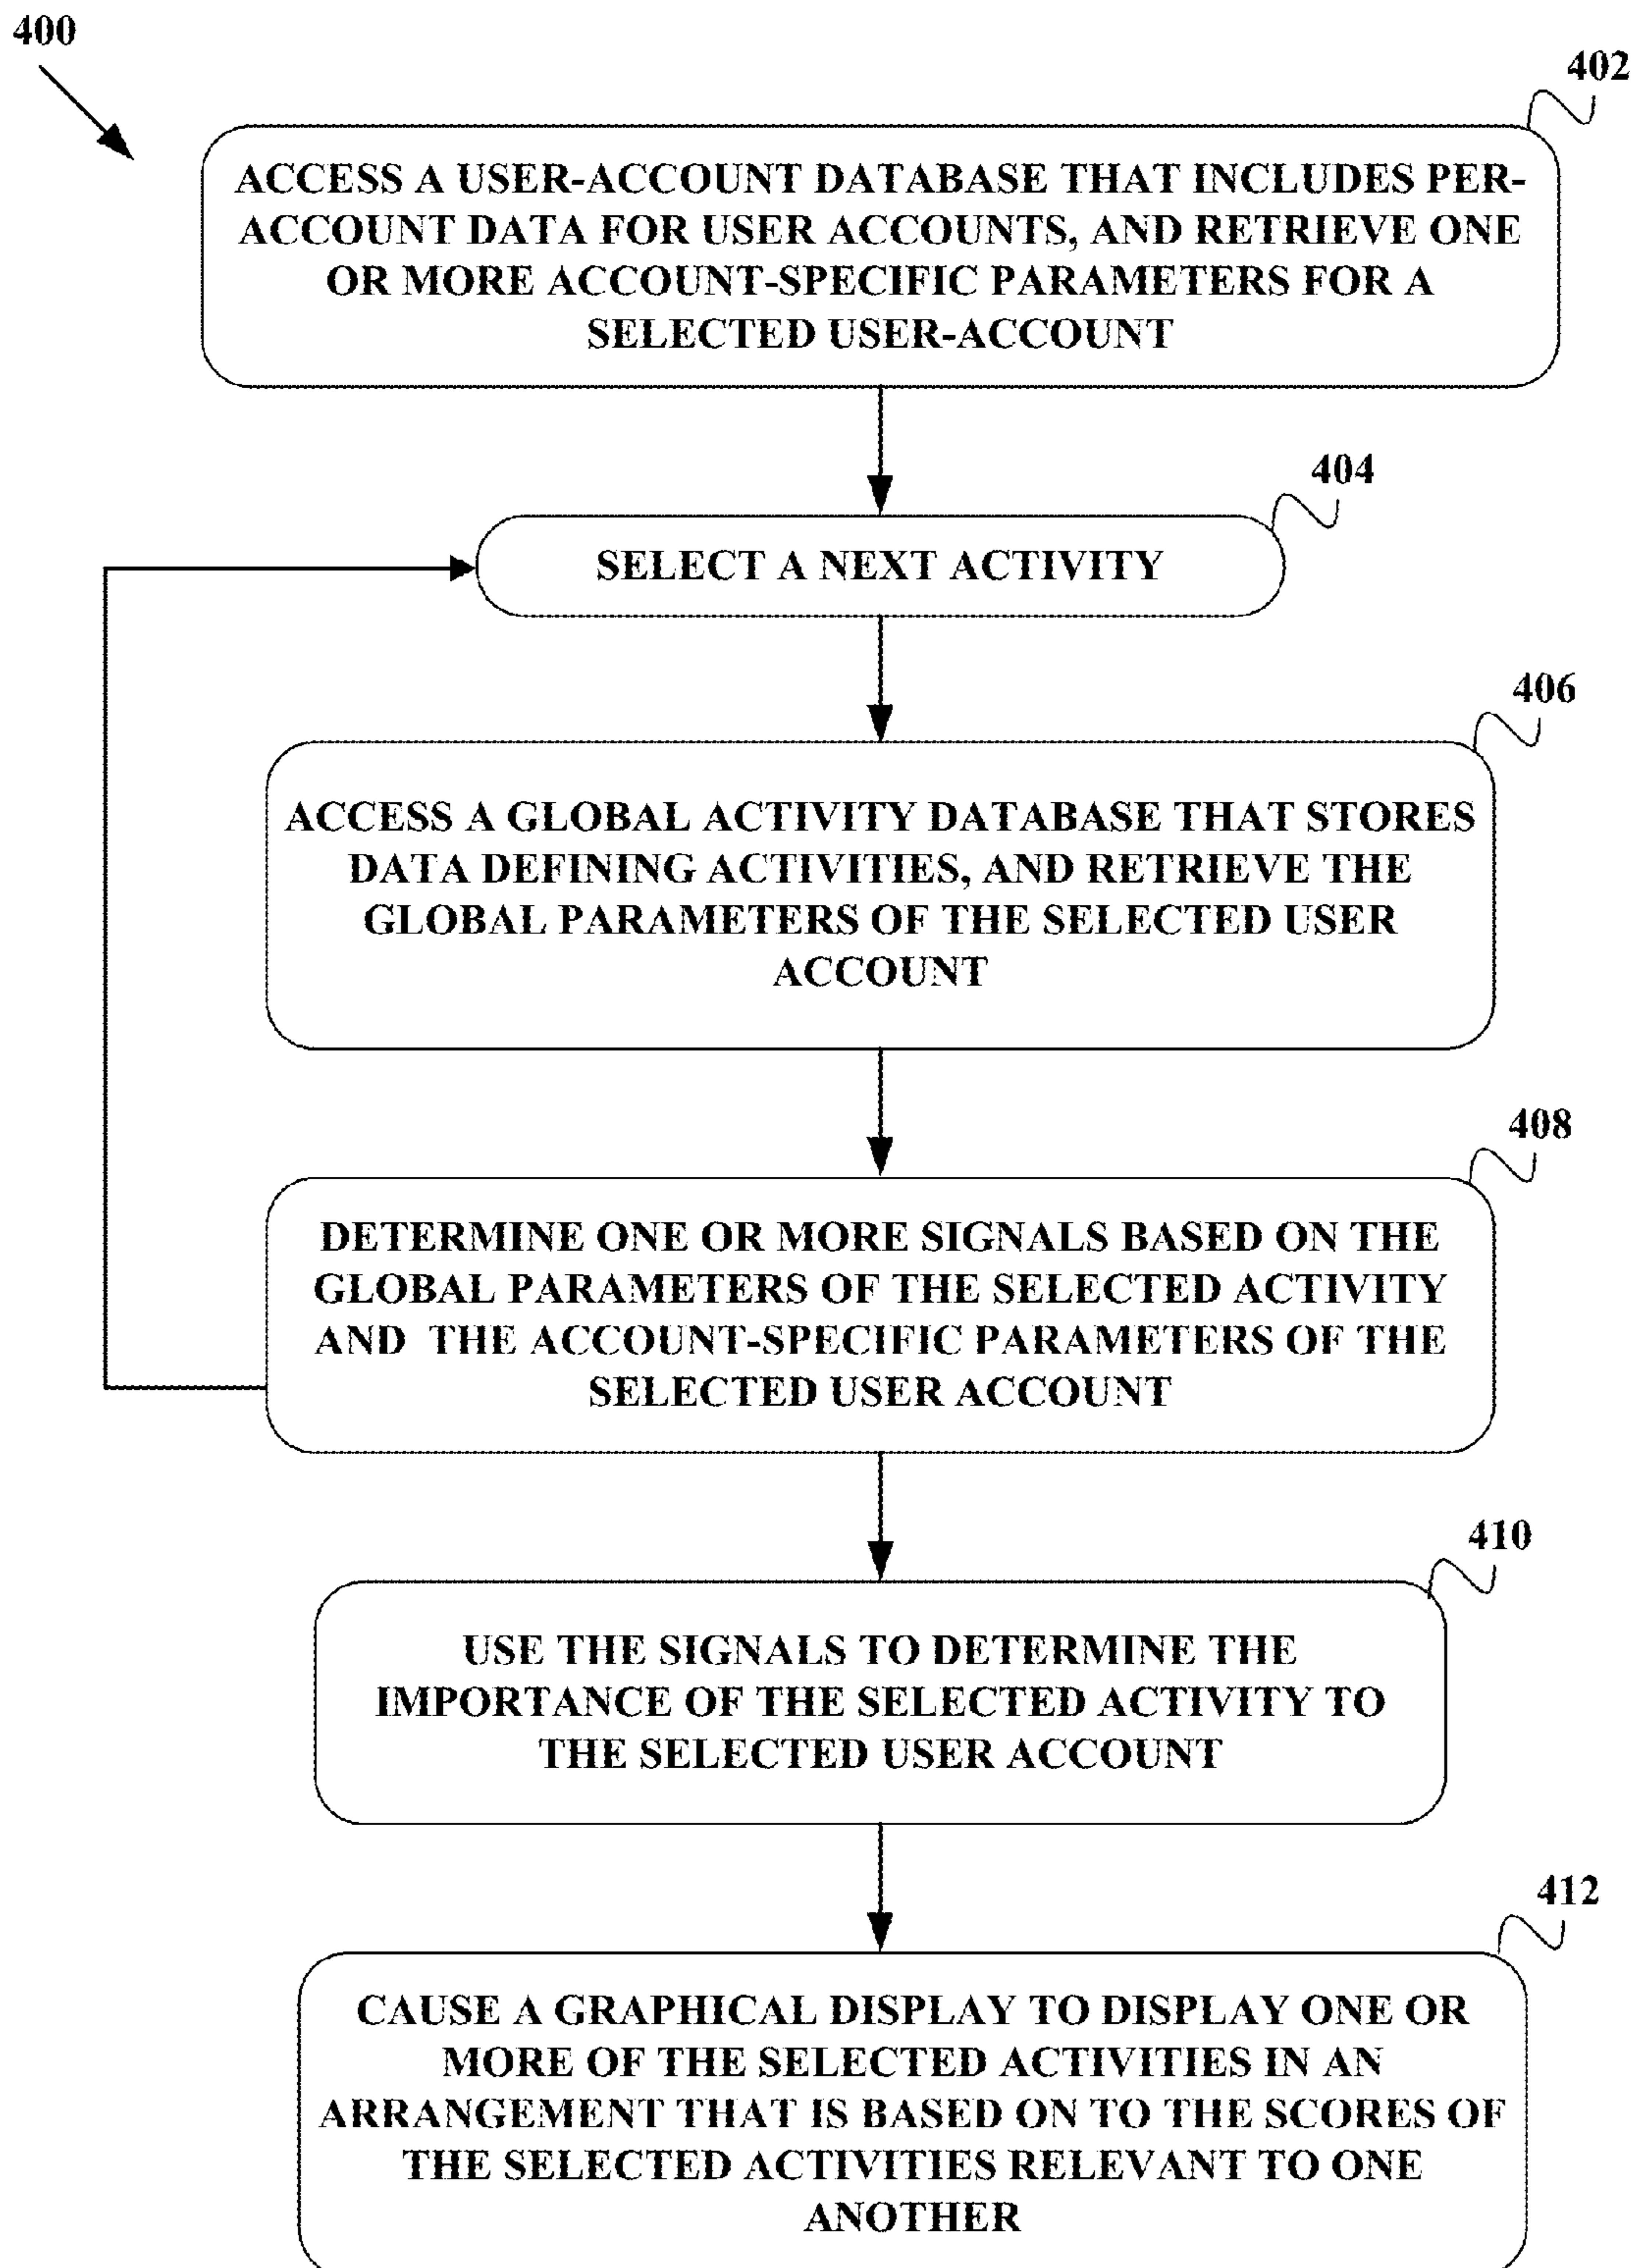 400
402
ACCESS A USER-ACCOUNT DATABASE THAT INCLUDES PER-
ACCOUNT DATA FOR USER ACCOUNTS, AND RETRIEVE ONE
OR MORE ACCOUNT-SPECIFIC PARAMETERS FOR A
SELECTED USER-ACCOUNT
404
SELECT A NEXT ACTIVITY
406
ACCESS A GLOBAL ACTIVITY DATABASE THAT STORES
DATA DEFINING ACTIVITIES, AND RETRIEVE THE
GLOBAL PARAMETERS OF THE SELECTED USER
ACCOUNT
408
DETERMINE ONE OR MORE SIGNALS BASED ON THE
GLOBAL PARAMETERS OF THE SELECTED ACTIVITY
AND THE ACCOUNT-SPECIFIC PARAMETERS OF THE
SELECTED USER ACCOUNT
410
USE THE SIGNALS TO DETERMINE THE
IMPORTANCE OF THE SELECTED ACTIVITY TO
THE SELECTED USER ACCOUNT
412
CAUSE A GRAPHICAL DISPLAY TO DISPLAY ONE OR
MORE OF THE SELECTED ACTIVITIES IN AN
ARRANGEMENT THAT IS BASED ON TO THE SCORES OF
THE SELECTED ACTIVITIES RELEVANT TO ONE
ANOTHER